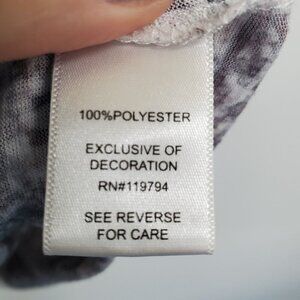 100%POLYESTER
EXCLUSIVE OF
DECORATION
RN#119794
SEE REVERSE
FOR CARE